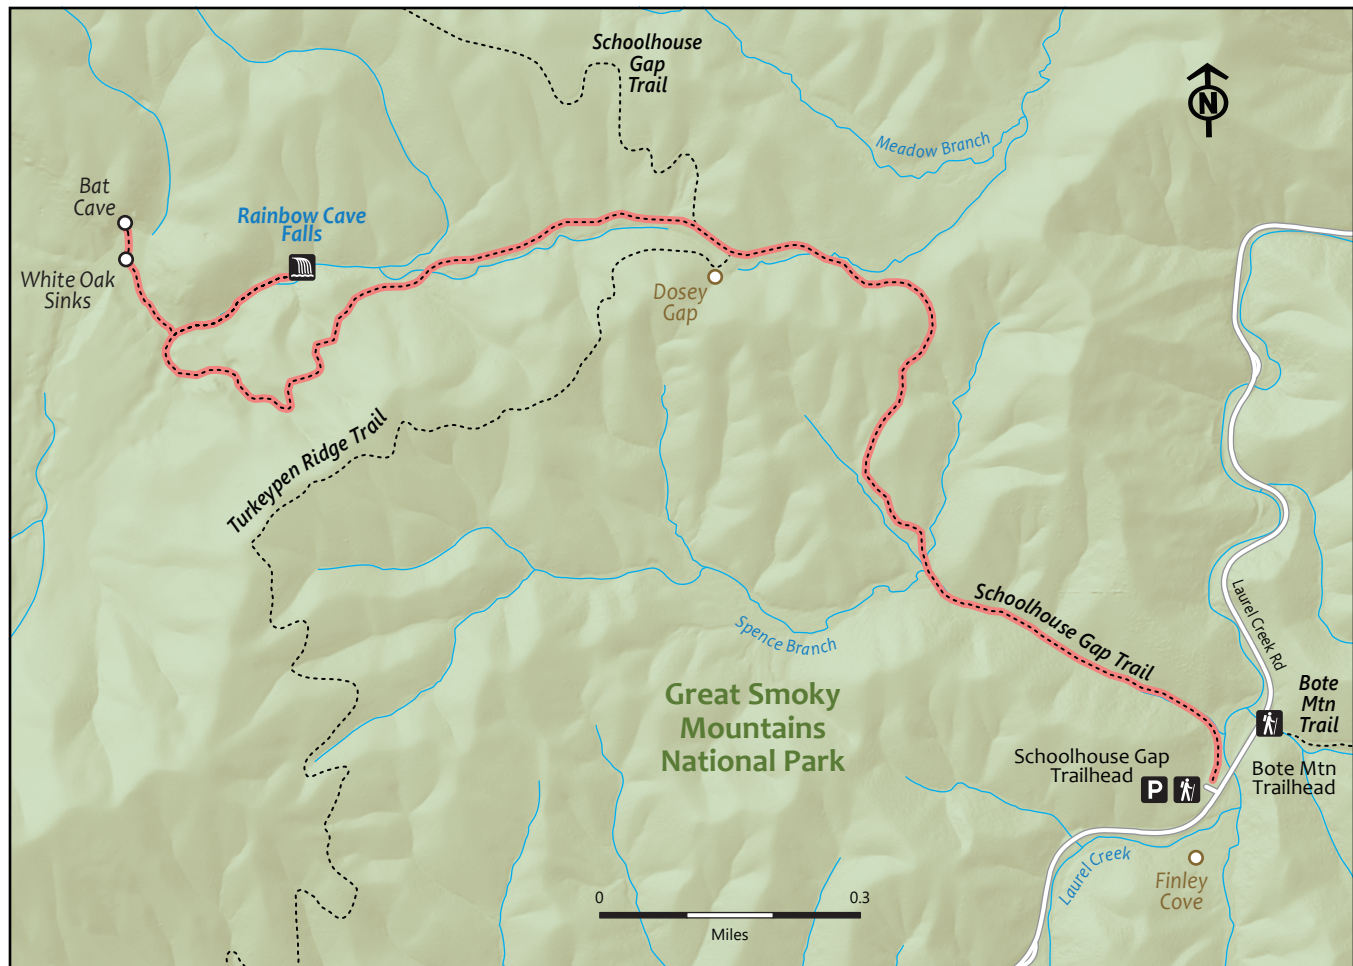 Schoolhouse
Gap
Trail
N
Meadow Branch
Bat
Cave
Rainbow Cave
Falls
White Oak
Sinks
Dosey
Gap
Turkeypen Ridge Trail
Spence Branch
Schoolhouse Gap Trail
Laurel Creek Rd
Great Smoky
Mountains
National Park
Bote
Mtn
Trail
Schoolhouse Gap
Trailhead
P
Bote Mtn
Trailhead
Laurel Creek
Finley
Cove
0 0.3
Miles